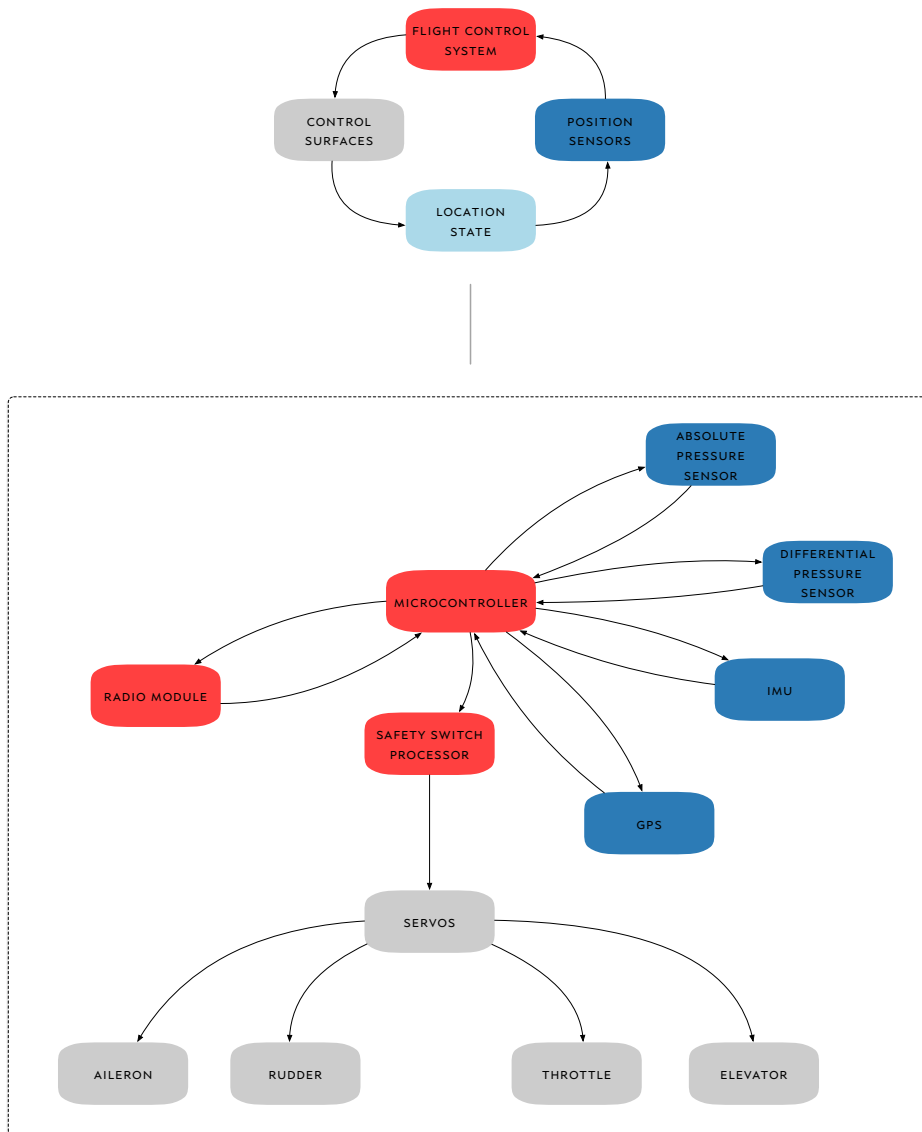 FLIGHT CONTROL
SYSTEM
CONTROL
SURFACES
POSITION
SENSORS
LOCATION
STATE
ABSOLUTE
PRESSURE
SENSOR
DIFFERENTIAL
PRESSURE
SENSOR
MICROCONTROLLER
IMU
RADIO MODULE
SAFETY SWITCH
PROCESSOR
GPS
SERVOS
AILERON
RUDDER
THROTTLE
ELEVATOR